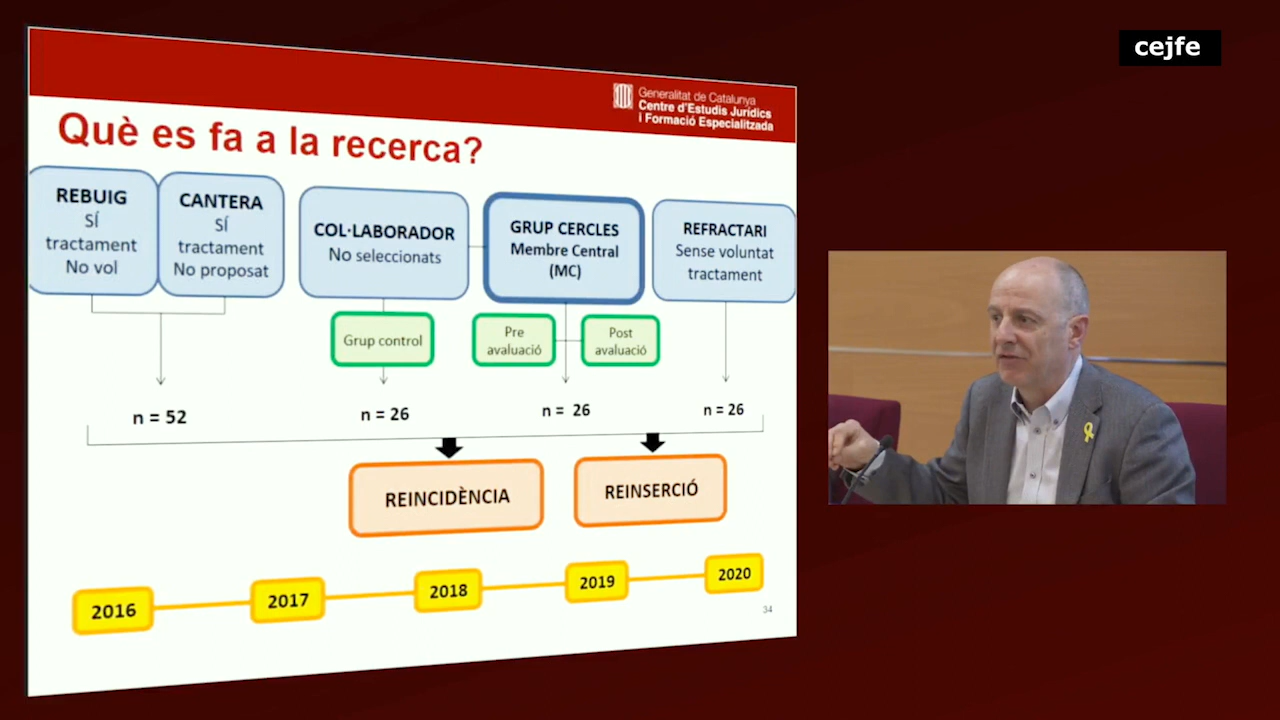 cejfe
Generalitat de Catalunya
Centre d'Estudis Jurídics
i Formació Especialitzada
Què es fa a la recerca?
REBUIG
SÍ
tractament
No vol
CANTERA
SÍ
tractament
No proposat
COL·LABORADOR
No seleccionats
GRUP CERCLES
Membre Central
(MC)
REFRACTARI
Sense voluntat
tractament
Grup control
Pre
avaluació
Post
avaluació
n = 52
n = 26
n = 26
n = 26
REINCIDÈNCIA
REINSERCIÓ
2016
2017
2018
2019
2020
34